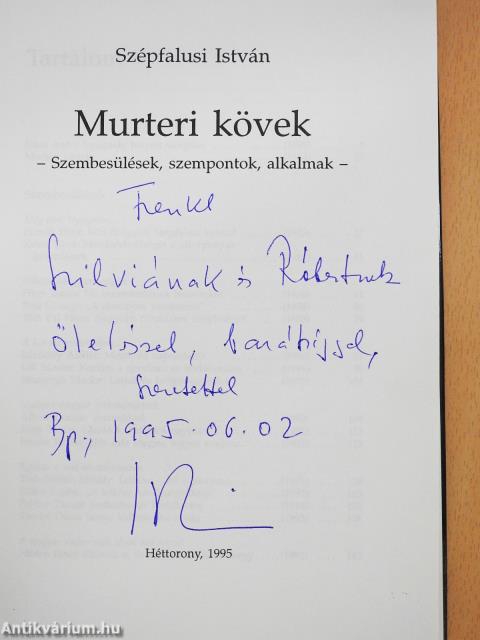 Szépfalusi István
Murteri kövek
– Szembesülések, szempontok, alkalmak –
Frenkl
Szilviának és Róbertnek
öleléssel, barátsággal,
szeretettel
Bp., 1995.06.02
Héttorony, 1995
Antikvárium.hu